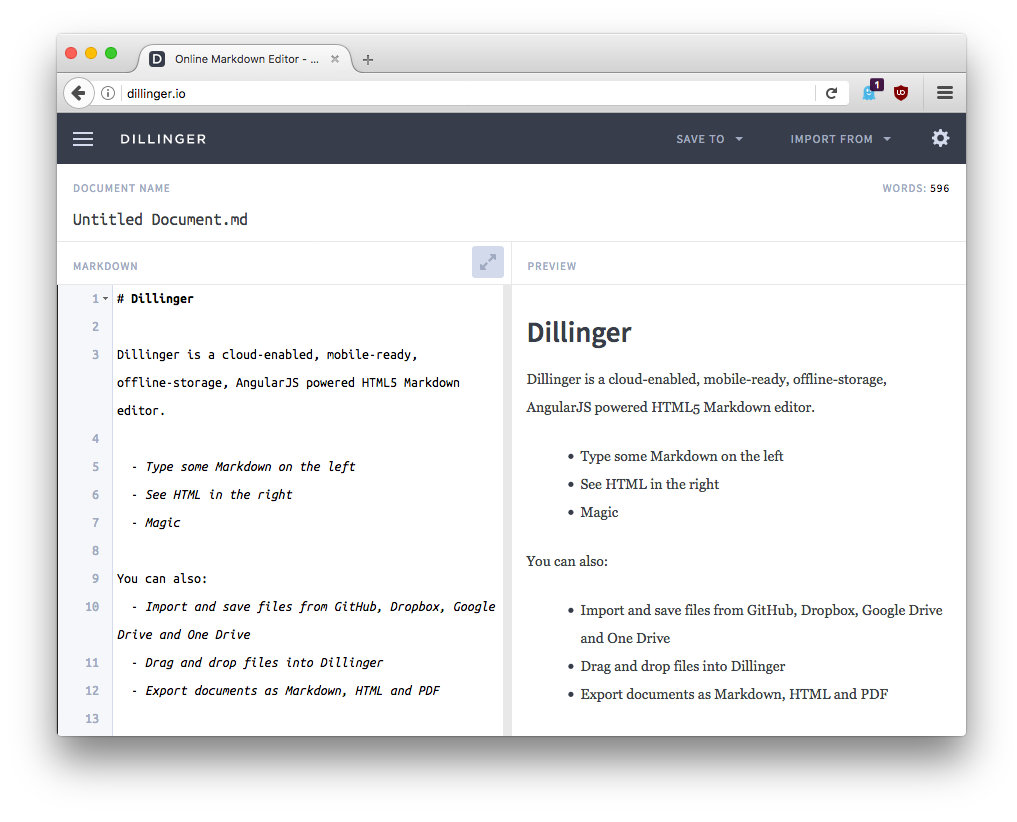 D Online Markdown Editor - ...
dillinger.io
1
DILLINGER
SAVE TO
IMPORT FROM
DOCUMENT NAME
WORDS: 596
Untitled Document.md
MARKDOWN
PREVIEW
1 # Dillinger
2
3 Dillinger is a cloud-enabled, mobile-ready,
offline-storage, AngularJS powered HTML5 Markdown
editor.
4
5 - Type some Markdown on the left
6 - See HTML in the right
7 - Magic
8
9 You can also:
10 - Import and save files from GitHub, Dropbox, Google
Drive and One Drive
11 - Drag and drop files into Dillinger
12 - Export documents as Markdown, HTML and PDF
13
Dillinger
Dillinger is a cloud-enabled, mobile-ready, offline-storage,
AngularJS powered HTML5 Markdown editor.
• Type some Markdown on the left
• See HTML in the right
• Magic
You can also:
• Import and save files from GitHub, Dropbox, Google Drive
and One Drive
• Drag and drop files into Dillinger
• Export documents as Markdown, HTML and PDF